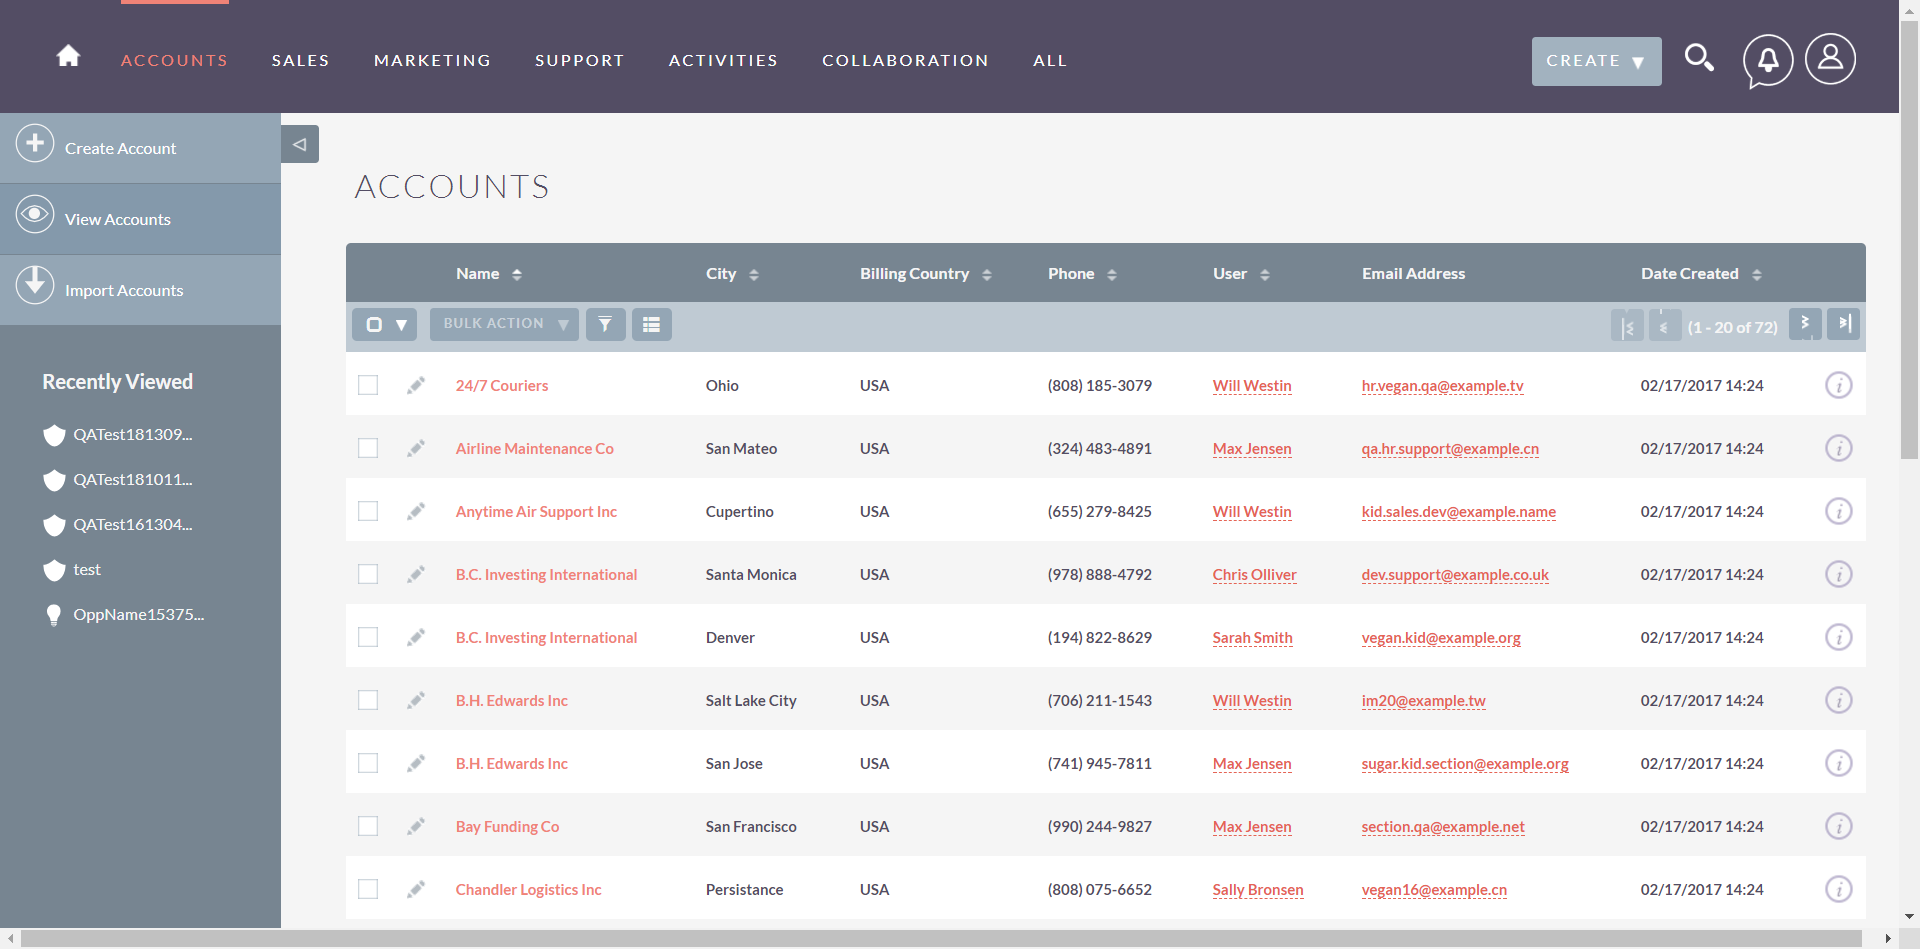 ACCOUNTS SALES MARKETING SUPPORT ACTIVITIES COLLABORATION ALL CREATE
Create Account
View Accounts
Import Accounts
Recently Viewed
QATest181309...
QATest181011...
QATest161304...
test
OppName15375...
ACCOUNTS
Name City Billing Country Phone User Email Address Date Created
BULK ACTION (1 - 20 of 72)
24/7 Couriers Ohio USA (808) 185-3079 Will Westin hr.vegan.qa@example.tv 02/17/2017 14:24
Airline Maintenance Co San Mateo USA (324) 483-4891 Max Jensen qa.hr.support@example.cn 02/17/2017 14:24
Anytime Air Support Inc Cupertino USA (655) 279-8425 Will Westin kid.sales.dev@example.name 02/17/2017 14:24
B.C. Investing International Santa Monica USA (978) 888-4792 Chris Olliver dev.support@example.co.uk 02/17/2017 14:24
B.C. Investing International Denver USA (194) 822-8629 Sarah Smith vegan.kid@example.org 02/17/2017 14:24
B.H. Edwards Inc Salt Lake City USA (706) 211-1543 Will Westin im20@example.tw 02/17/2017 14:24
B.H. Edwards Inc San Jose USA (741) 945-7811 Max Jensen sugar.kid.section@example.org 02/17/2017 14:24
Bay Funding Co San Francisco USA (990) 244-9827 Max Jensen section.qa@example.net 02/17/2017 14:24
Chandler Logistics Inc Persistance USA (808) 075-6652 Sally Bronsen vegan16@example.cn 02/17/2017 14:24